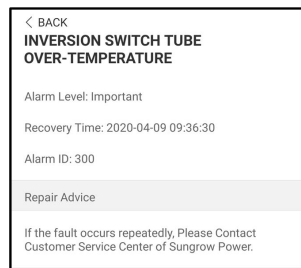 < BACK
INVERSION SWITCH TUBE
OVER-TEMPERATURE
Alarm Level: Important
Recovery Time: 2020-04-09 09:36:30
Alarm ID: 300
Repair Advice
If the fault occurs repeatedly, Please Contact
Customer Service Center of Sungrow Power.